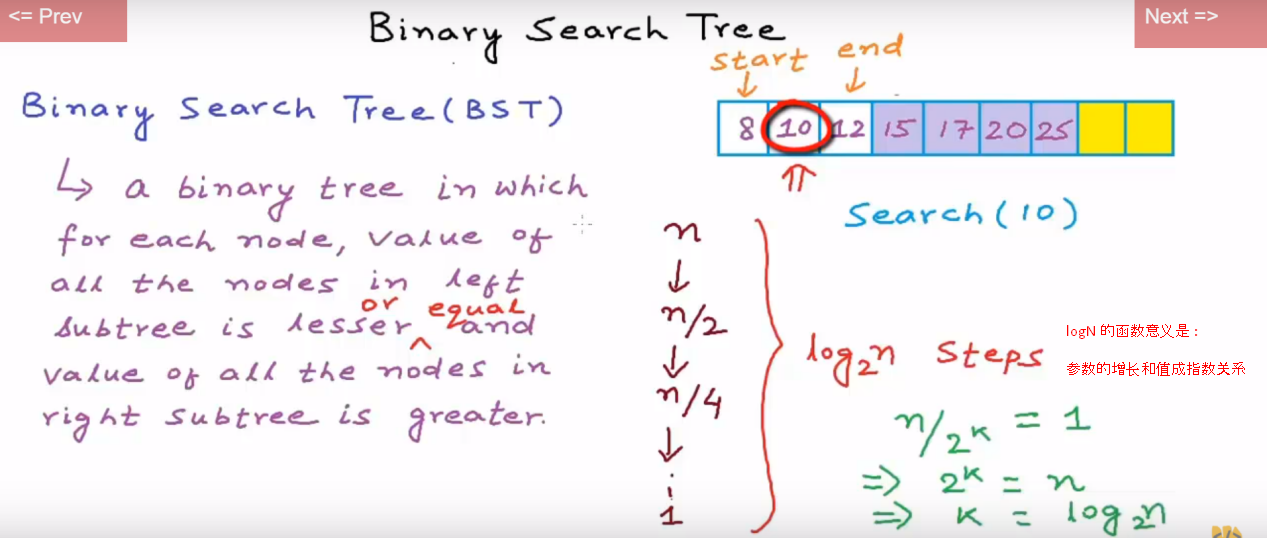 <= Prev
Binary Search Tree
Next =>
Binary Search Tree (BST)
↳ a binary tree in which
for each node, value of
all the nodes in left
or equal
subtree is lesser ^ and
value of all the nodes in
right subtree is greater.
start end
8 10 12 15 17 20 25
Search(10)
n
↓
n/2
↓
n/4
↓
⋮
1
log₂n steps
logN 的函数意义是：
参数的增长和值成指数关系
n/2ᴷ = 1
=> 2ᴷ = n
=> K = log₂n